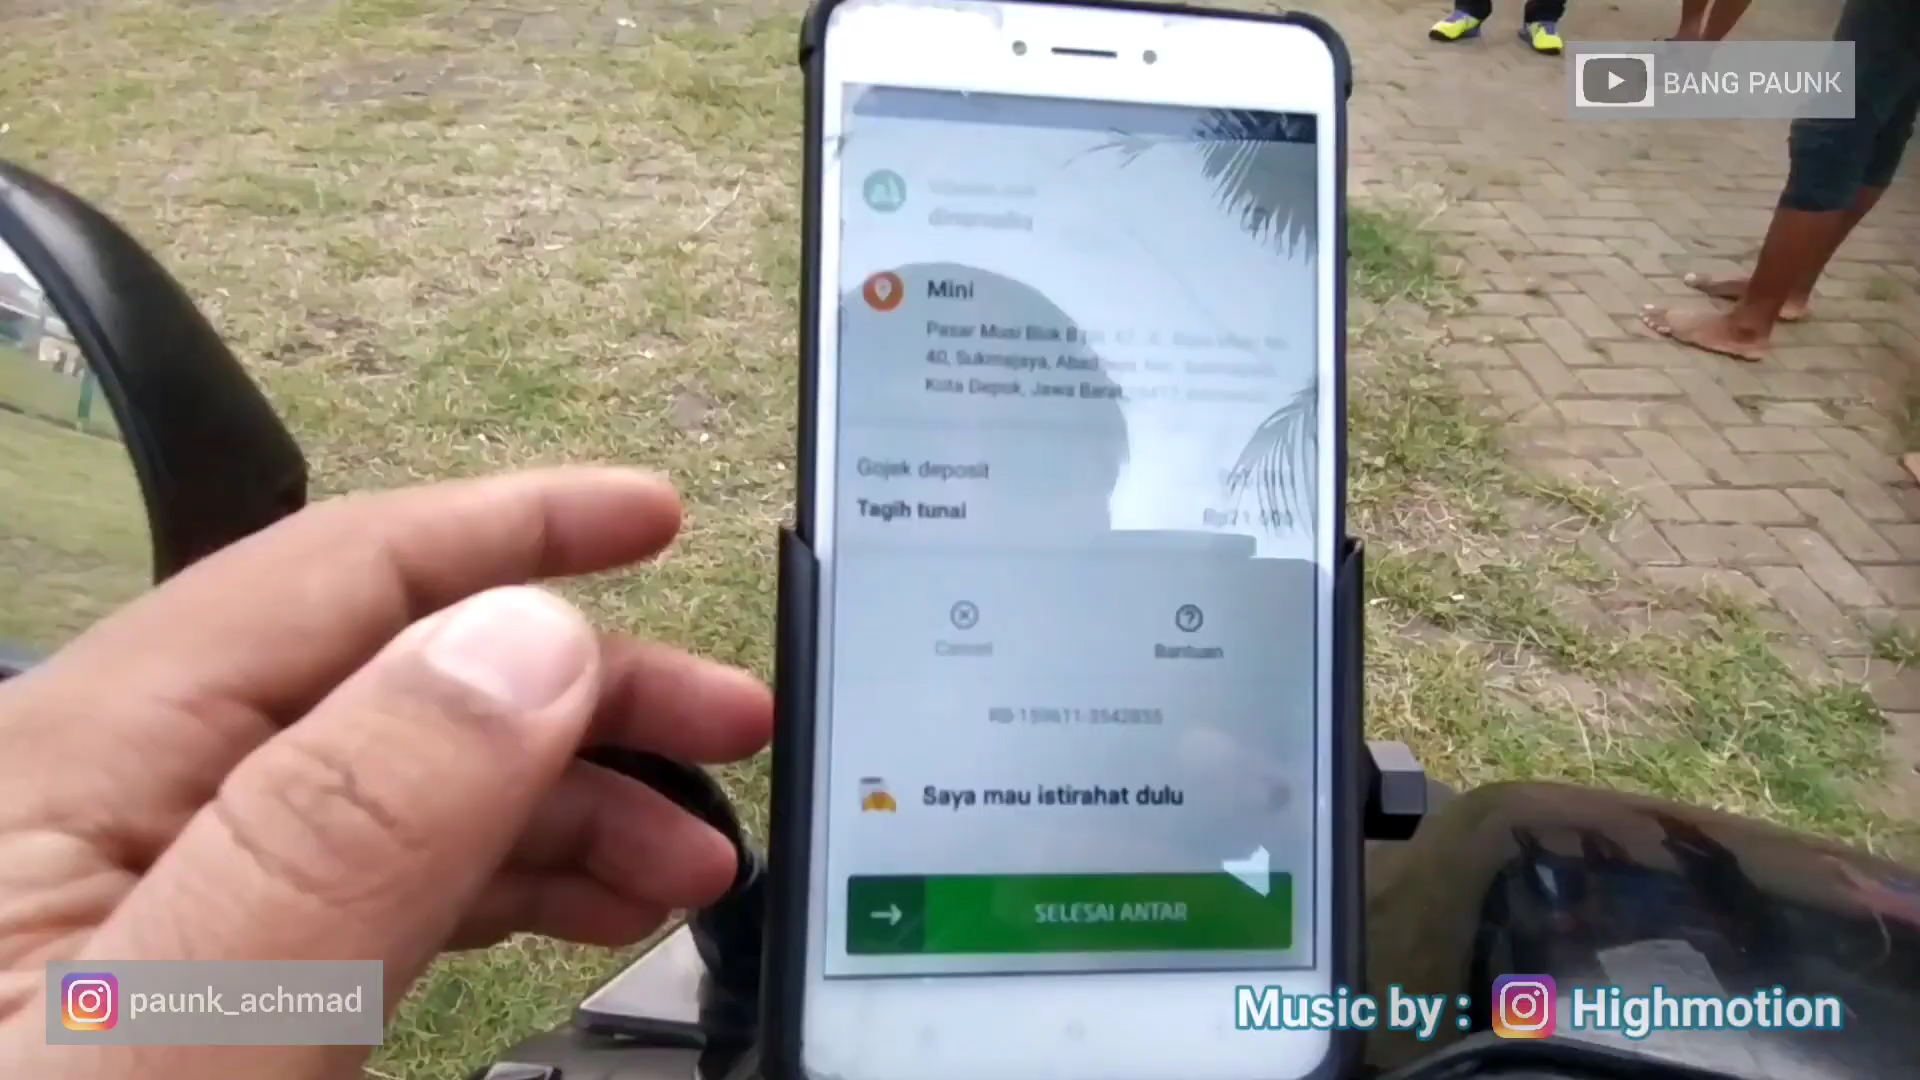 BANG PAUNK
Mini
Pasar Musi Blok B
40, Sukmajaya, Abad
Kota Depok, Jawa Barat,
Gojek deposit
Tagih tunai
Cancel
Bantuan
Saya mau istirahat dulu
SELESAI ANTAR
paunk_achmad
Music by : Highmotion